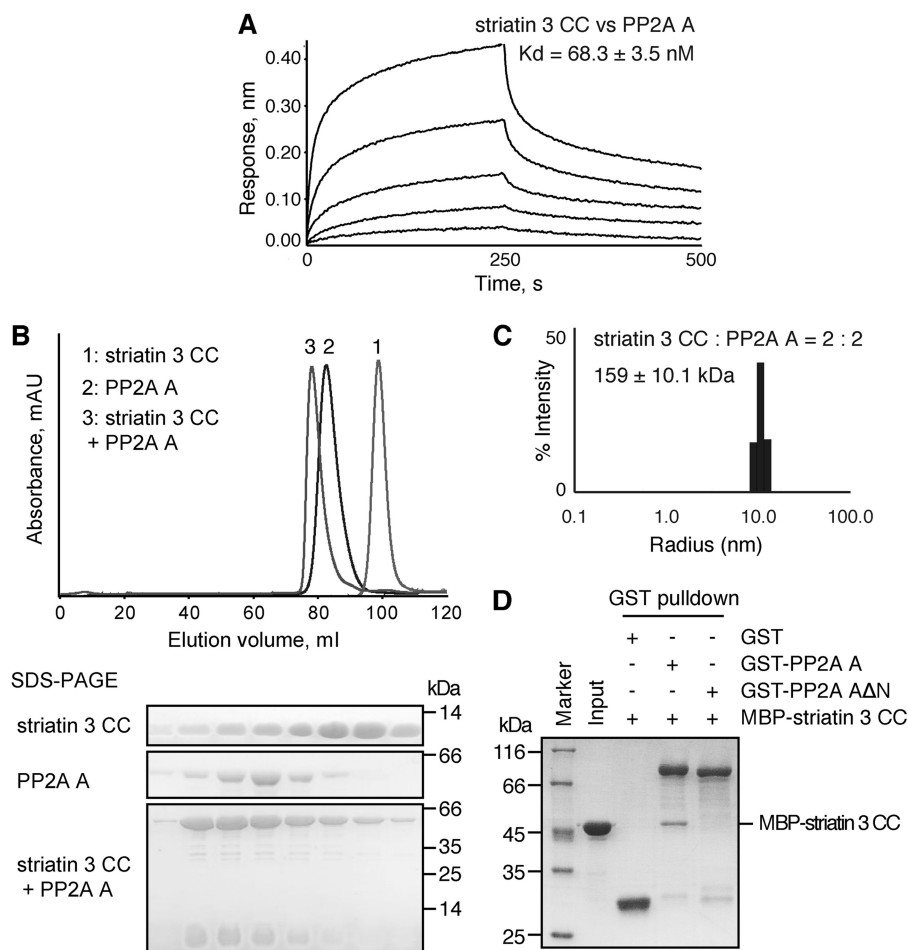 A
striatin 3 CC vs PP2A A
Kd = 68.3 ± 3.5 nM
Response, nm
0.40
0.30
0.20
0.10
0.00
0
250
500
Time, s
B
1: striatin 3 CC
2: PP2A A
3: striatin 3 CC
+ PP2A A
3 2 1
Absorbance, mAU
0 20 40 60 80 100 120
Elution volume, ml
SDS-PAGE
kDa
striatin 3 CC
14
PP2A A
66
striatin 3 CC
+ PP2A A
66
35
25
14
C
striatin 3 CC : PP2A A = 2 : 2
159 ± 10.1 kDa
% Intensity
50
0
0.1 1.0 10.0 100.0
Radius (nm)
D
GST pulldown
+ - - GST
- + - GST-PP2A A
- - + GST-PP2A AΔN
+ + + MBP-striatin 3 CC
Marker
Input
kDa
116
66
45
35
25
MBP-striatin 3 CC